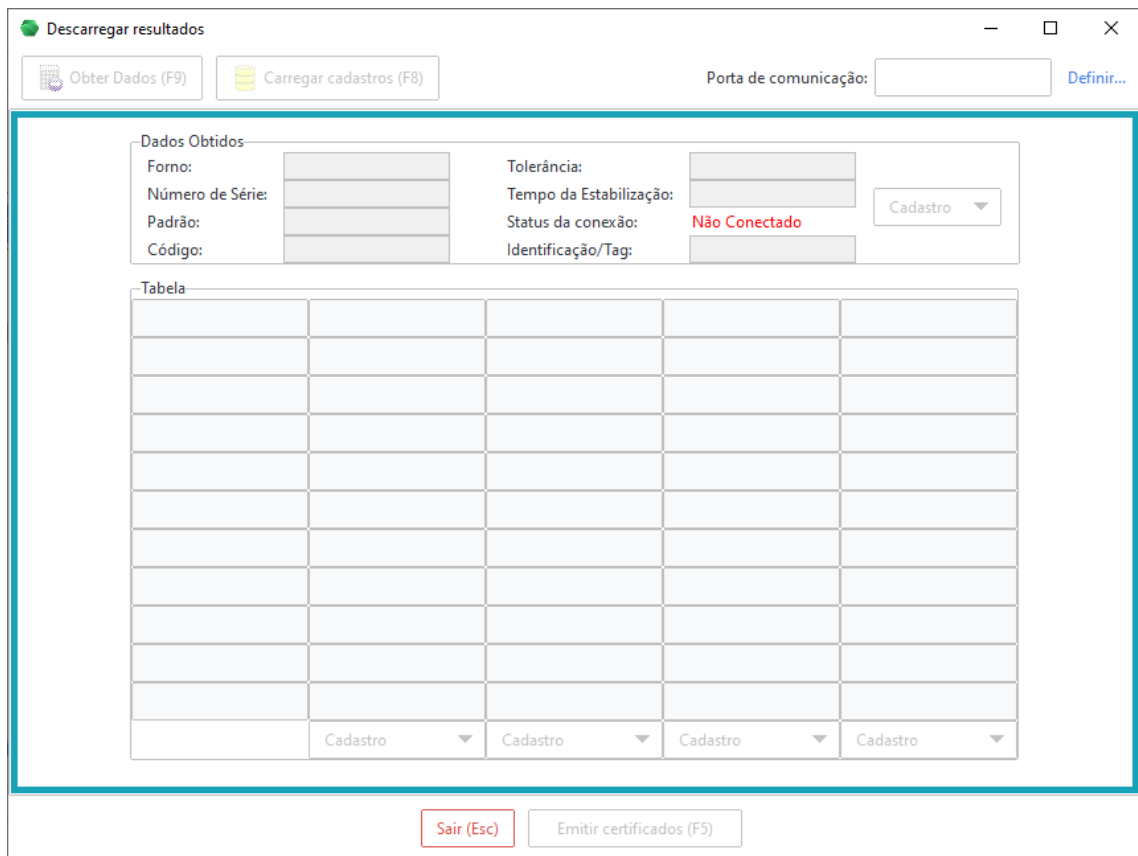 Descarregar resultados
Obter Dados (F9) Carregar cadastros (F8) Porta de comunicação: Definir...
Dados Obtidos
Forno: Tolerância:
Número de Série: Tempo da Estabilização: Cadastro
Padrão: Status da conexão: Não Conectado
Código: Identificação/Tag:
Tabela
Cadastro Cadastro Cadastro Cadastro
Sair (Esc) Emitir certificados (F5)